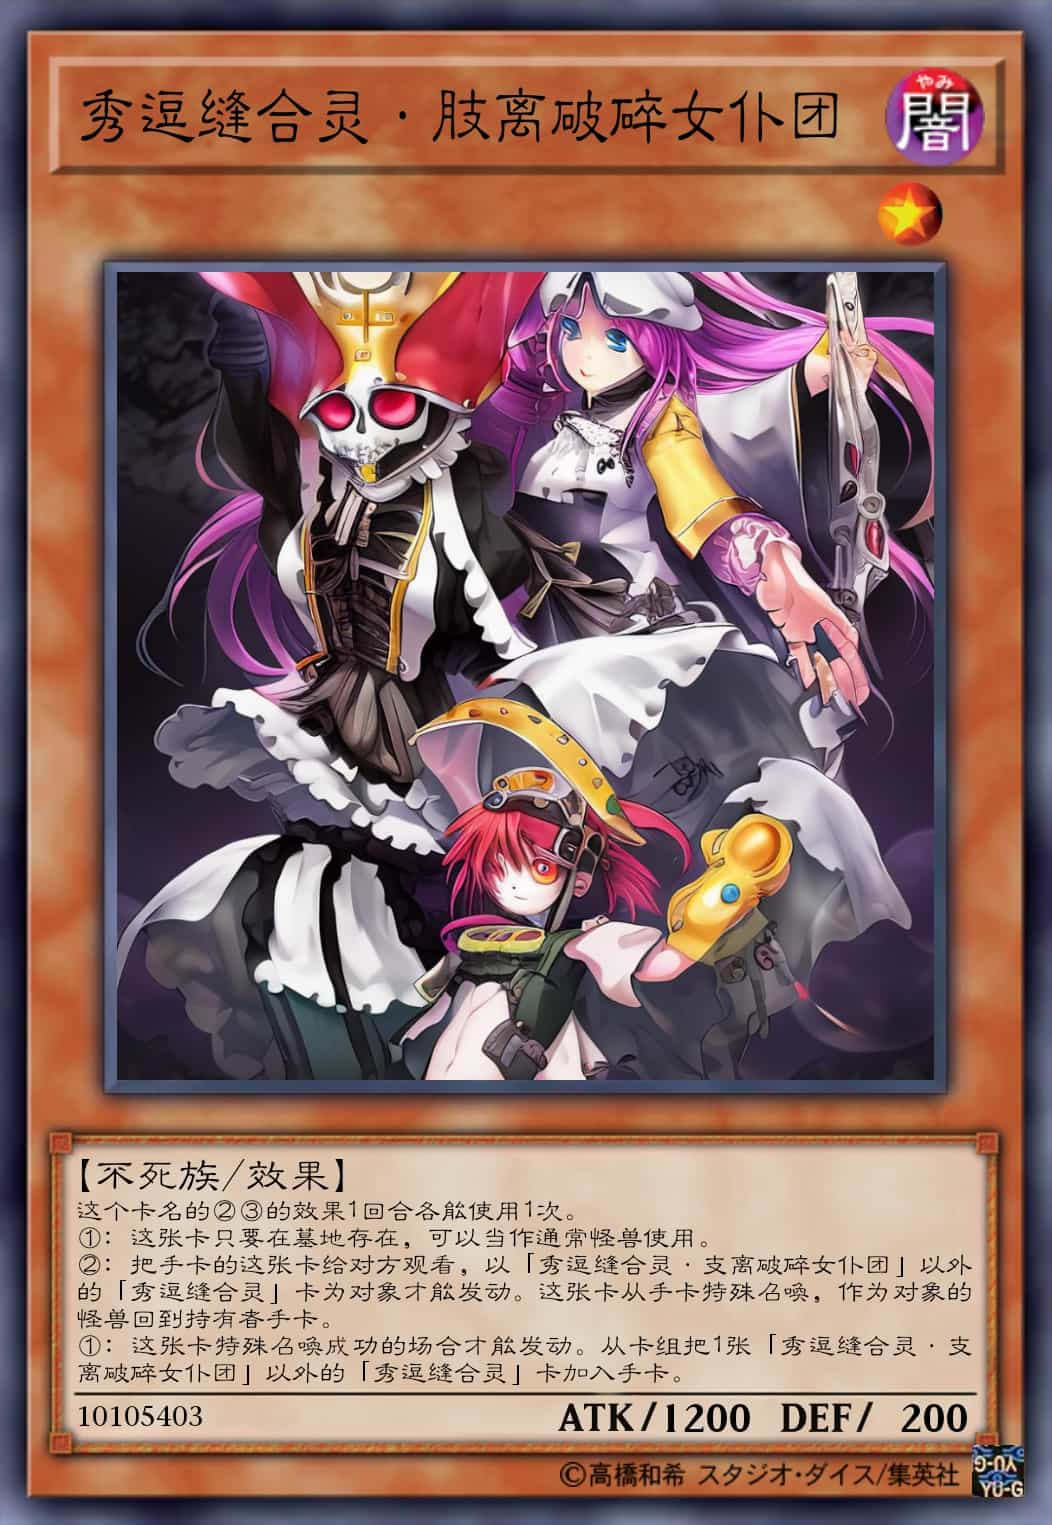 秀逗缝合灵·肢离破碎女仆团
やみ
闇
【不死族/效果】
这个卡名的②③的效果1回合各能使用1次。
①：这张卡只要在墓地存在，可以当作通常怪兽使用。
②：把手卡的这张卡给对方观看，以「秀逗缝合灵·支离破碎女仆团」以外
的「秀逗缝合灵」卡为对象才能发动。这张卡从手卡特殊召唤，作为对象的
怪兽回到持有者手卡。
①：这张卡特殊召唤成功的场合才能发动。从卡组把1张「秀逗缝合灵·支
离破碎女仆团」以外的「秀逗缝合灵」卡加入手卡。
10105403 ATK/1200 DEF/ 200
©高橋和希 スタジオ・ダイス/集英社
YU-G
YU-G